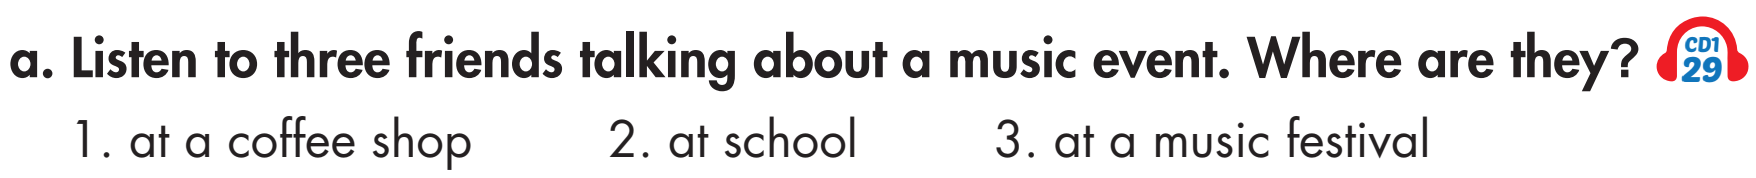 a. Listen to three friends talking about a music event. Where are they? CD1 29
1. at a coffee shop 2. at school 3. at a music festival